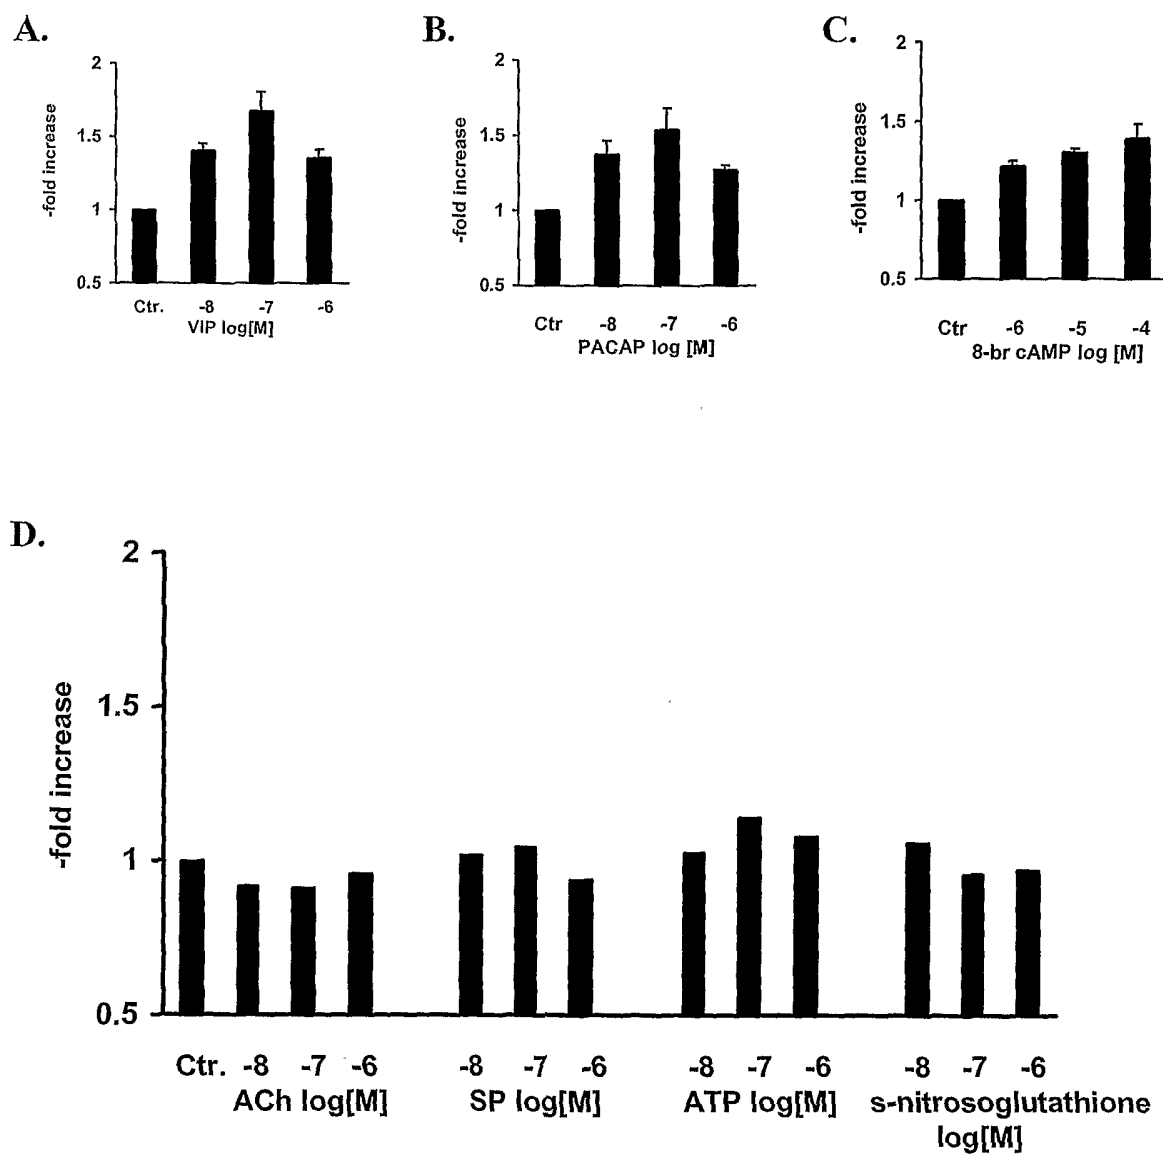 A.
2
1.5
1
0.5
-fold increase
Ctr. -8 -7 -6
VIP log[M]
B.
2
1.5
1
0.5
-fold increase
Ctr -8 -7 -6
PACAP log [M]
C.
2
1.5
1
0.5
-fold increase
Ctr -6 -5 -4
8-br cAMP log [M]
D.
2
1.5
1
0.5
-fold increase
Ctr. -8 -7 -6 -8 -7 -6 -8 -7 -6 -8 -7 -6
ACh log[M] SP log[M] ATP log[M] s-nitrosoglutathione
log[M]